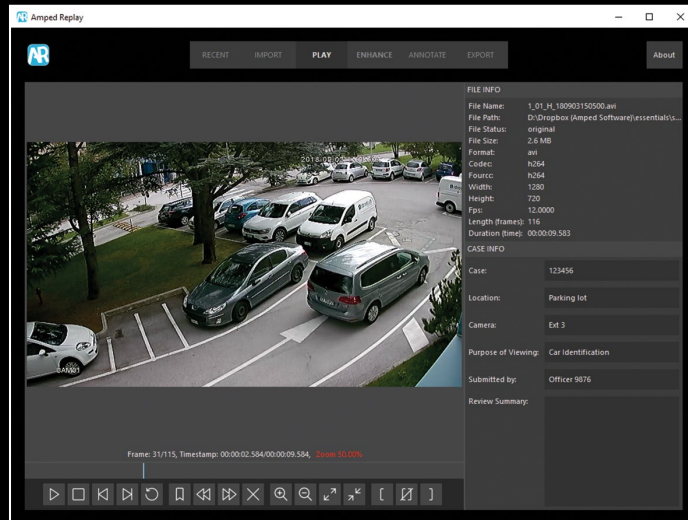 Amped Replay
AR
RECENT IMPORT PLAY ENHANCE ANNOTATE EXPORT
About
FILE INFO
File Name: 1_01_H_180903150500.avi
File Path: D:\Dropbox (Amped Software)\essentials\s...
File Status: original
File Size: 2.6 MB
Format: avi
Codec: h264
Fourcc: h264
Width: 1280
Height: 720
Fps: 12.0000
Length (frames): 116
Duration (time): 00:00:09.583
CASE INFO
Case: 123456
Location: Parking lot
Camera: Ext 3
Purpose of Viewing: Car Identification
Submitted by: Officer 9876
Review Summary:
CAM01
Frame: 31/115, Timestamp: 00:00:02.584/00:00:09.584, Zoom 50.00%